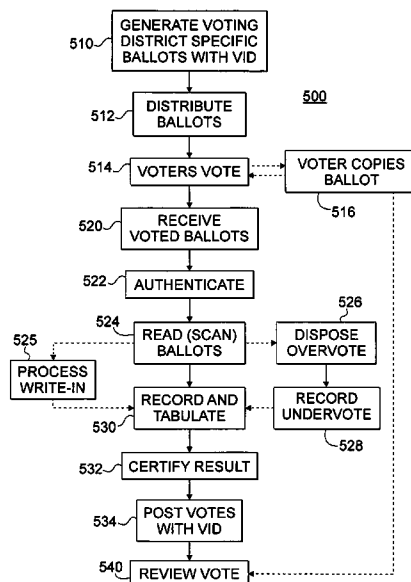 510
GENERATE VOTING
DISTRICT SPECIFIC
BALLOTS WITH VID
500
512
DISTRIBUTE
BALLOTS
514
VOTERS VOTE
VOTER COPIES
BALLOT
516
520
RECEIVE
VOTED BALLOTS
522
AUTHENTICATE
524
READ (SCAN)
BALLOTS
526
DISPOSE
OVERVOTE
525
PROCESS
WRITE-IN
530
RECORD AND
TABULATE
RECORD
UNDERVOTE
528
532
CERTIFY RESULT
534
POST VOTES
WITH VID
540
REVIEW VOTE